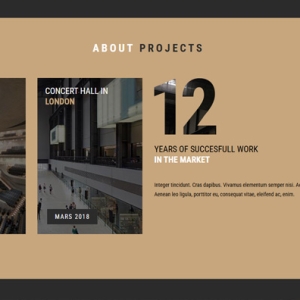 ABOUT PROJECTS
CONCERT HALL IN
LONDON
MARS 2018
12
YEARS OF SUCCESFULL WORK
IN THE MARKET
Integer tincidunt. Cras dapibus. Vivamus elementum semper nisi. Ae
Aenean leo ligula, porttitor eu, consequat vitae, eleifend ac, enim.